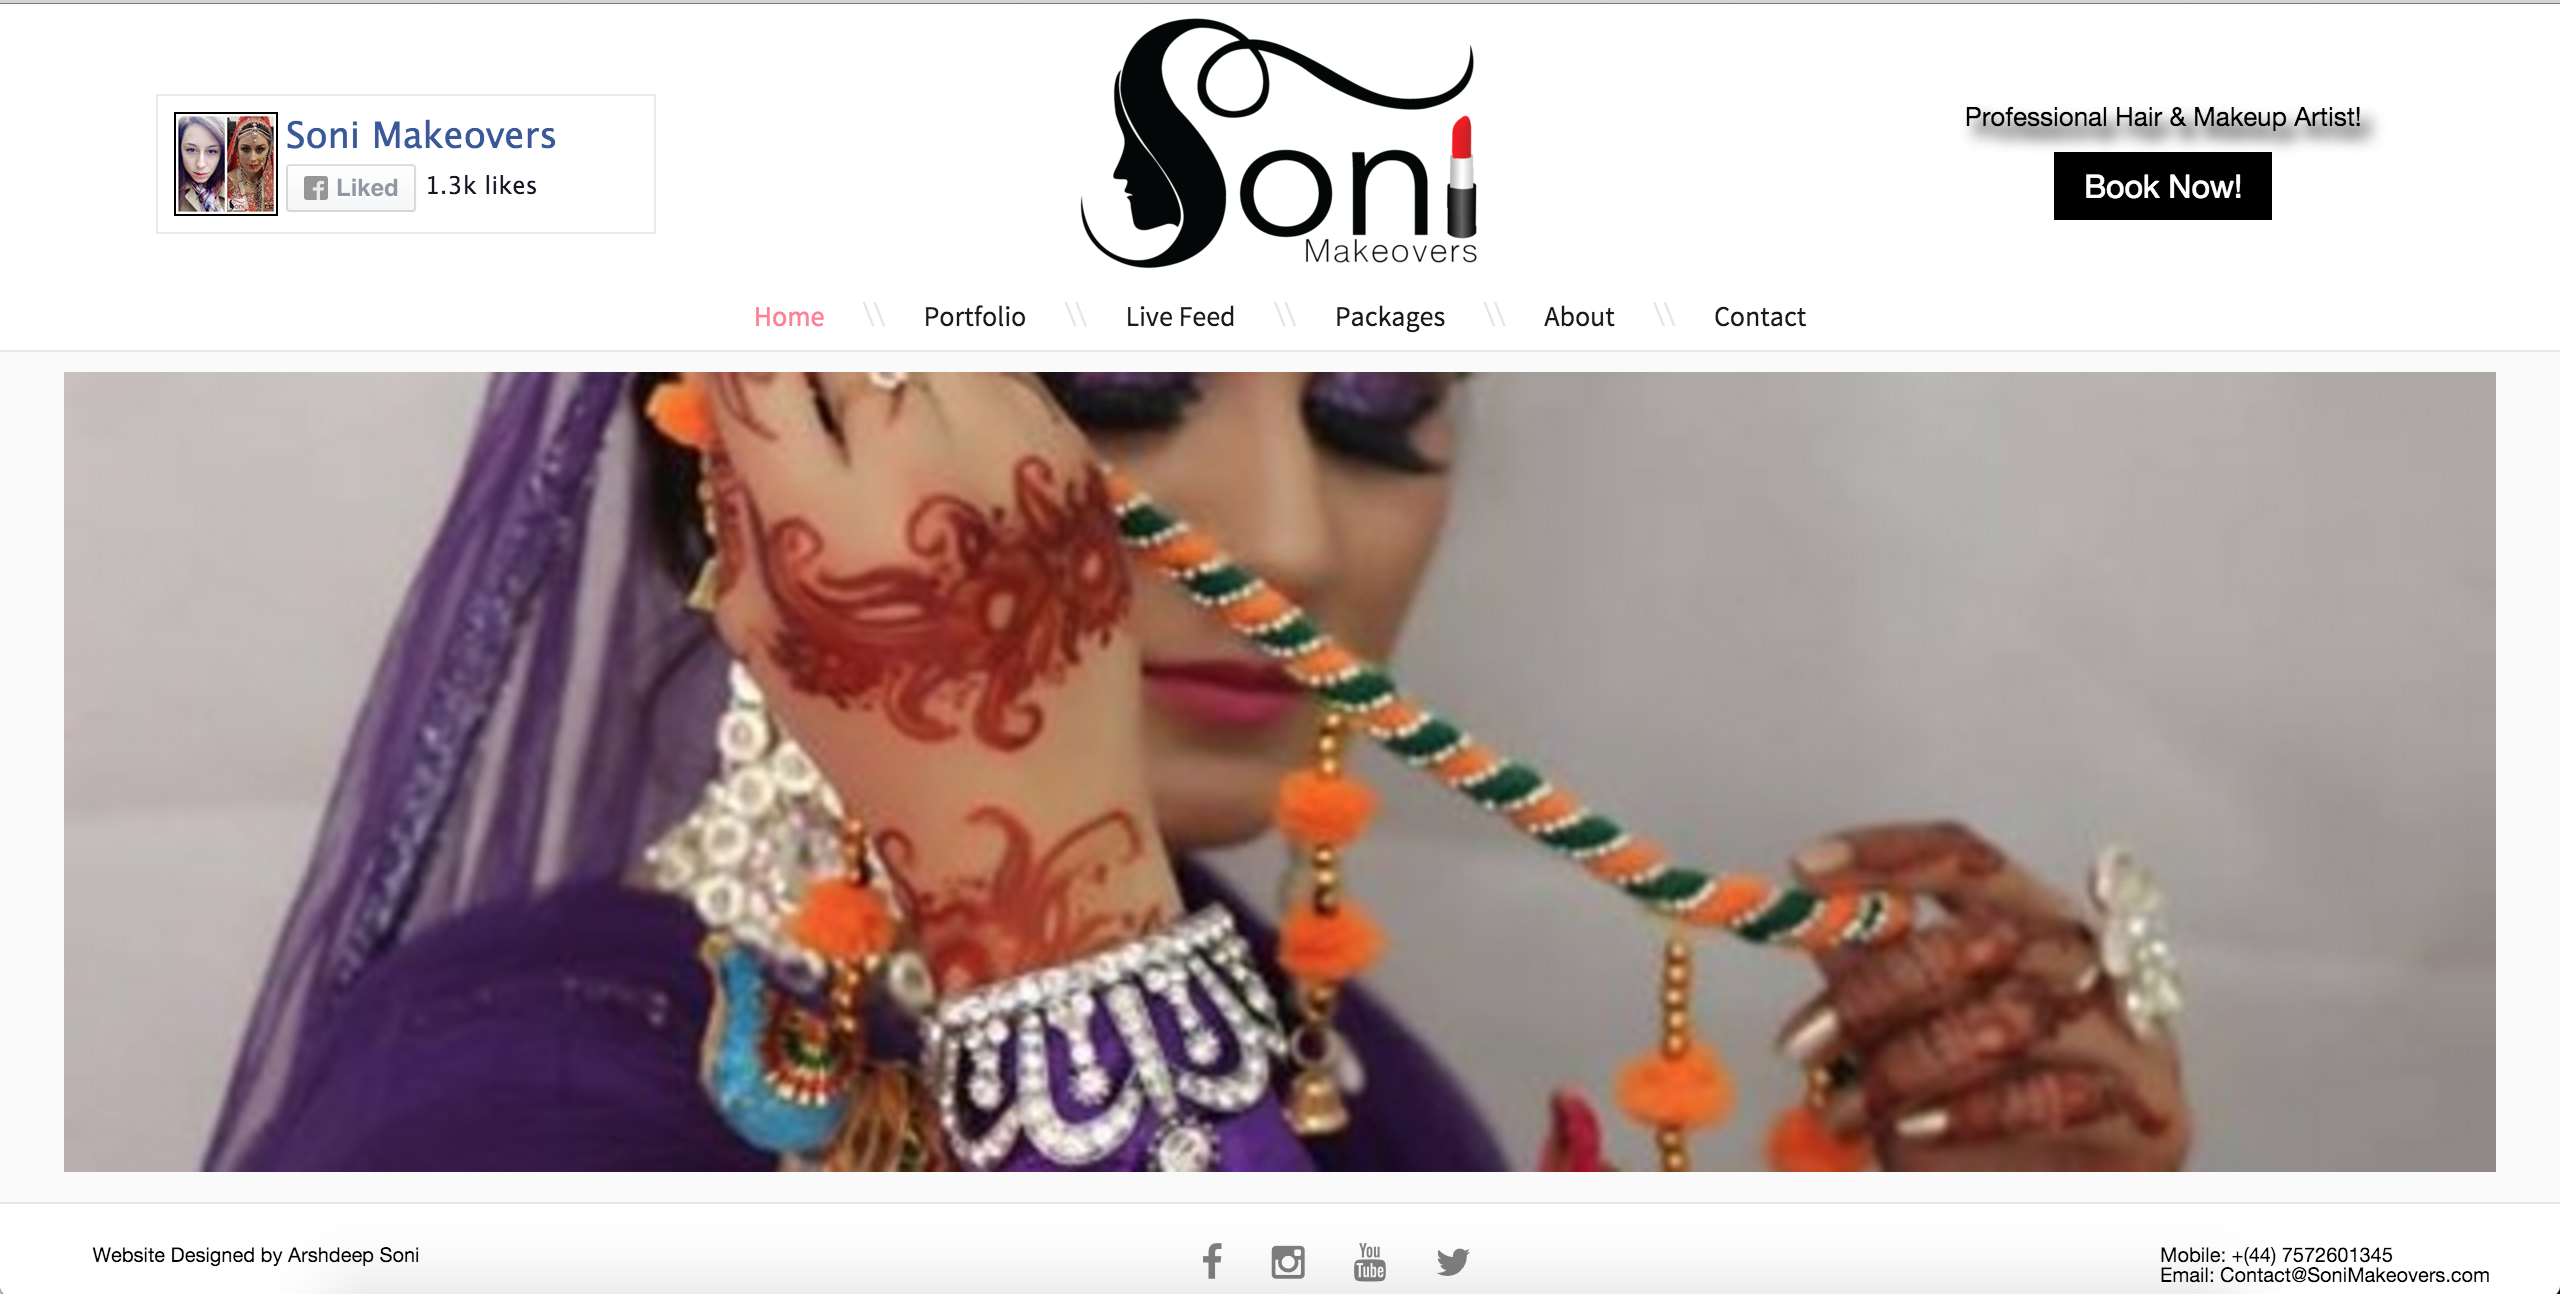 Soni Makeovers
Liked 1.3k likes
Soni
Makeovers
Professional Hair & Makeup Artist!
Book Now!
Home \\ Portfolio \\ Live Feed \\ Packages \\ About \\ Contact
Website Designed by Arshdeep Soni
You
Tube
Mobile: +(44) 7572601345
Email: Contact@SoniMakeovers.com